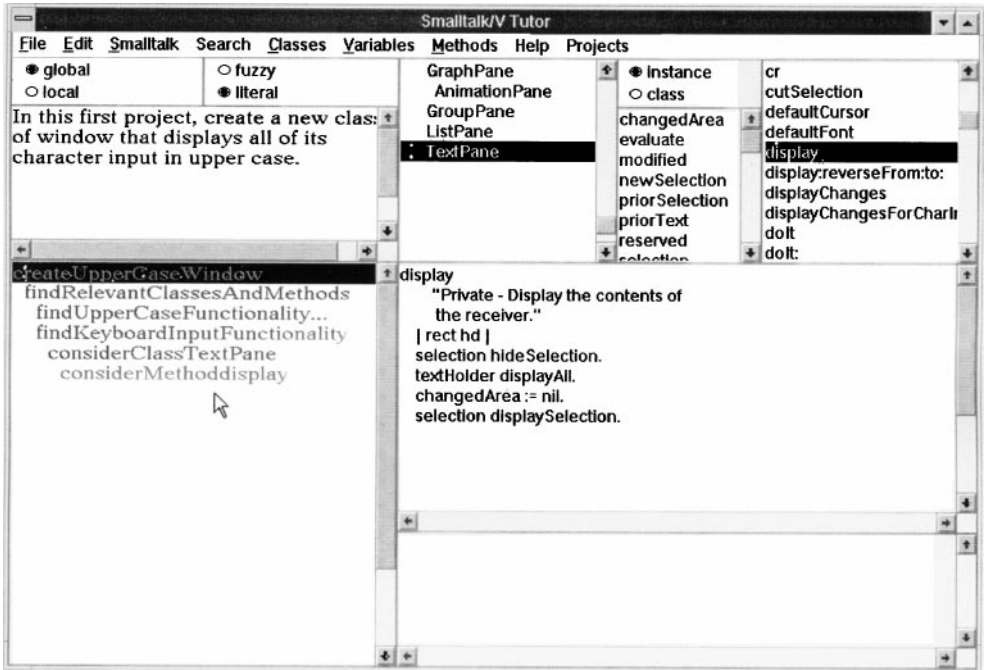 Smalltalk/V Tutor
File Edit Smalltalk Search Classes Variables Methods Help Projects
global
local
fuzzy
literal
In this first project, create a new clas
of window that displays all of its
character input in upper case.
GraphPane
AnimationPane
GroupPane
ListPane
: TextPane
instance
class
changedArea
evaluate
modified
newSelection
priorSelection
priorText
reserved
selection
cr
cutSelection
defaultCursor
defaultFont
display
display:reverseFrom:to:
displayChanges
displayChangesForCharIn
doIt
doIt:
createUpperCaseWindow
findRelevantClassesAndMethods
findUpperCaseFunctionality...
findKeyboardInputFunctionality
considerClassTextPane
considerMethoddisplay
display
"Private - Display the contents of
the receiver."
| rect hd |
selection hideSelection.
textHolder displayAll.
changedArea := nil.
selection displaySelection.